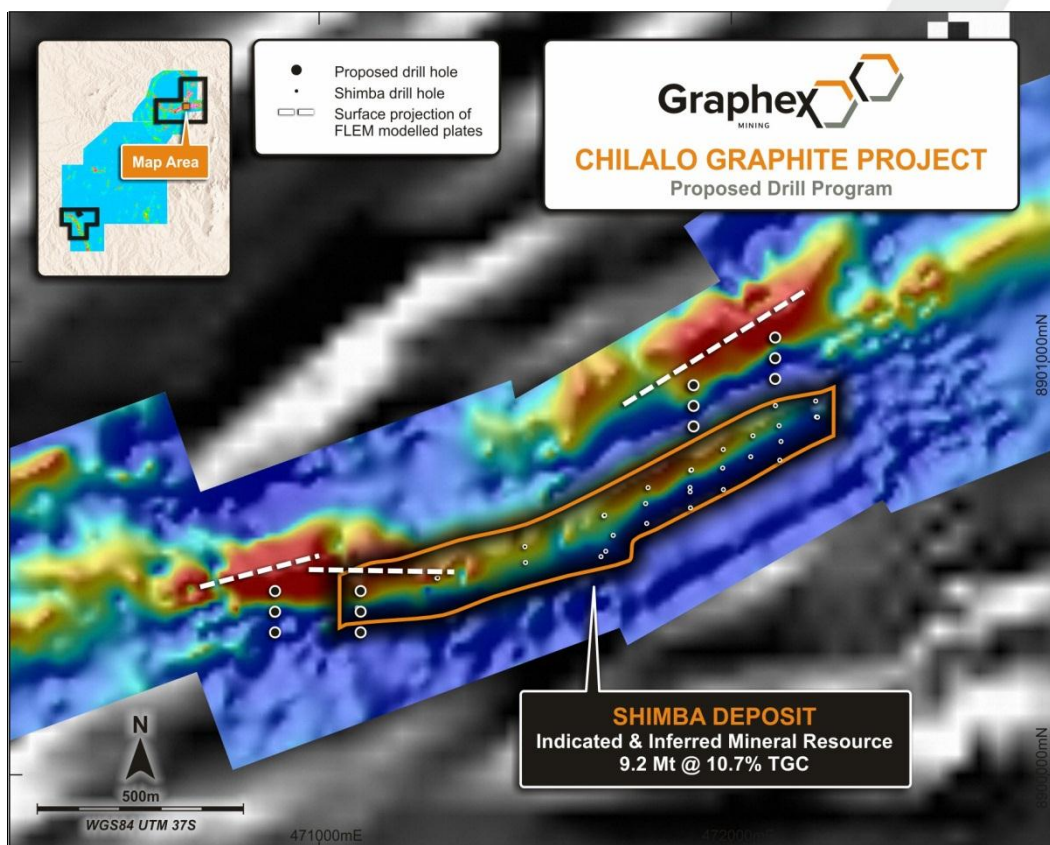 Map Area
Proposed drill hole
Shimba drill hole
Surface projection of
FLEM modelled plates
Graphex
MINING
CHILALO GRAPHITE PROJECT
Proposed Drill Program
8901000mN
SHIMBA DEPOSIT
Indicated & Inferred Mineral Resource
9.2 Mt @ 10.7% TGC
N
500m
WGS84 UTM 37S
471000mE
472000mE
8900000mN